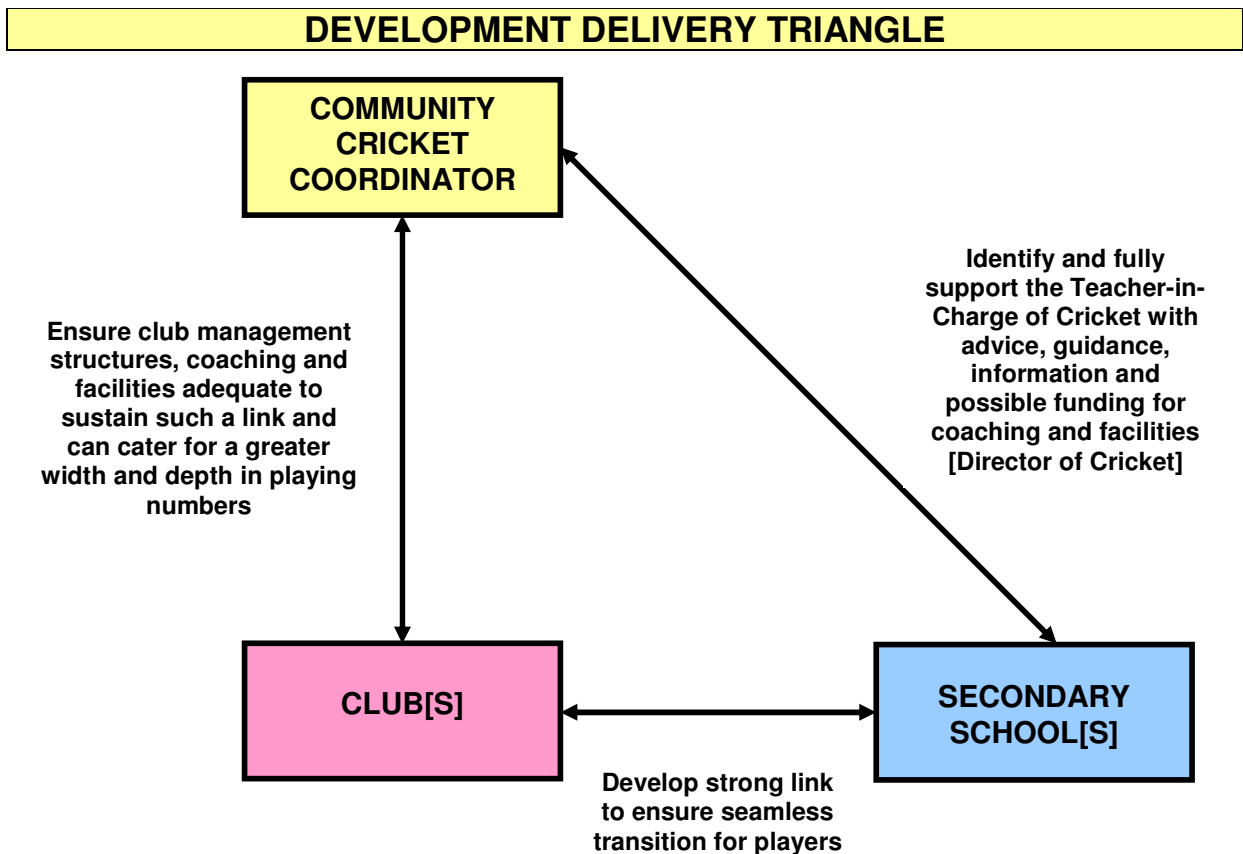 DEVELOPMENT DELIVERY TRIANGLE
COMMUNITY
CRICKET
COORDINATOR
Ensure club management
structures, coaching and
facilities adequate to
sustain such a link and
can cater for a greater
width and depth in playing
numbers
Identify and fully
support the Teacher-in-
Charge of Cricket with
advice, guidance,
information and
possible funding for
coaching and facilities
[Director of Cricket]
CLUB[S]
SECONDARY
SCHOOL[S]
Develop strong link
to ensure seamless
transition for players